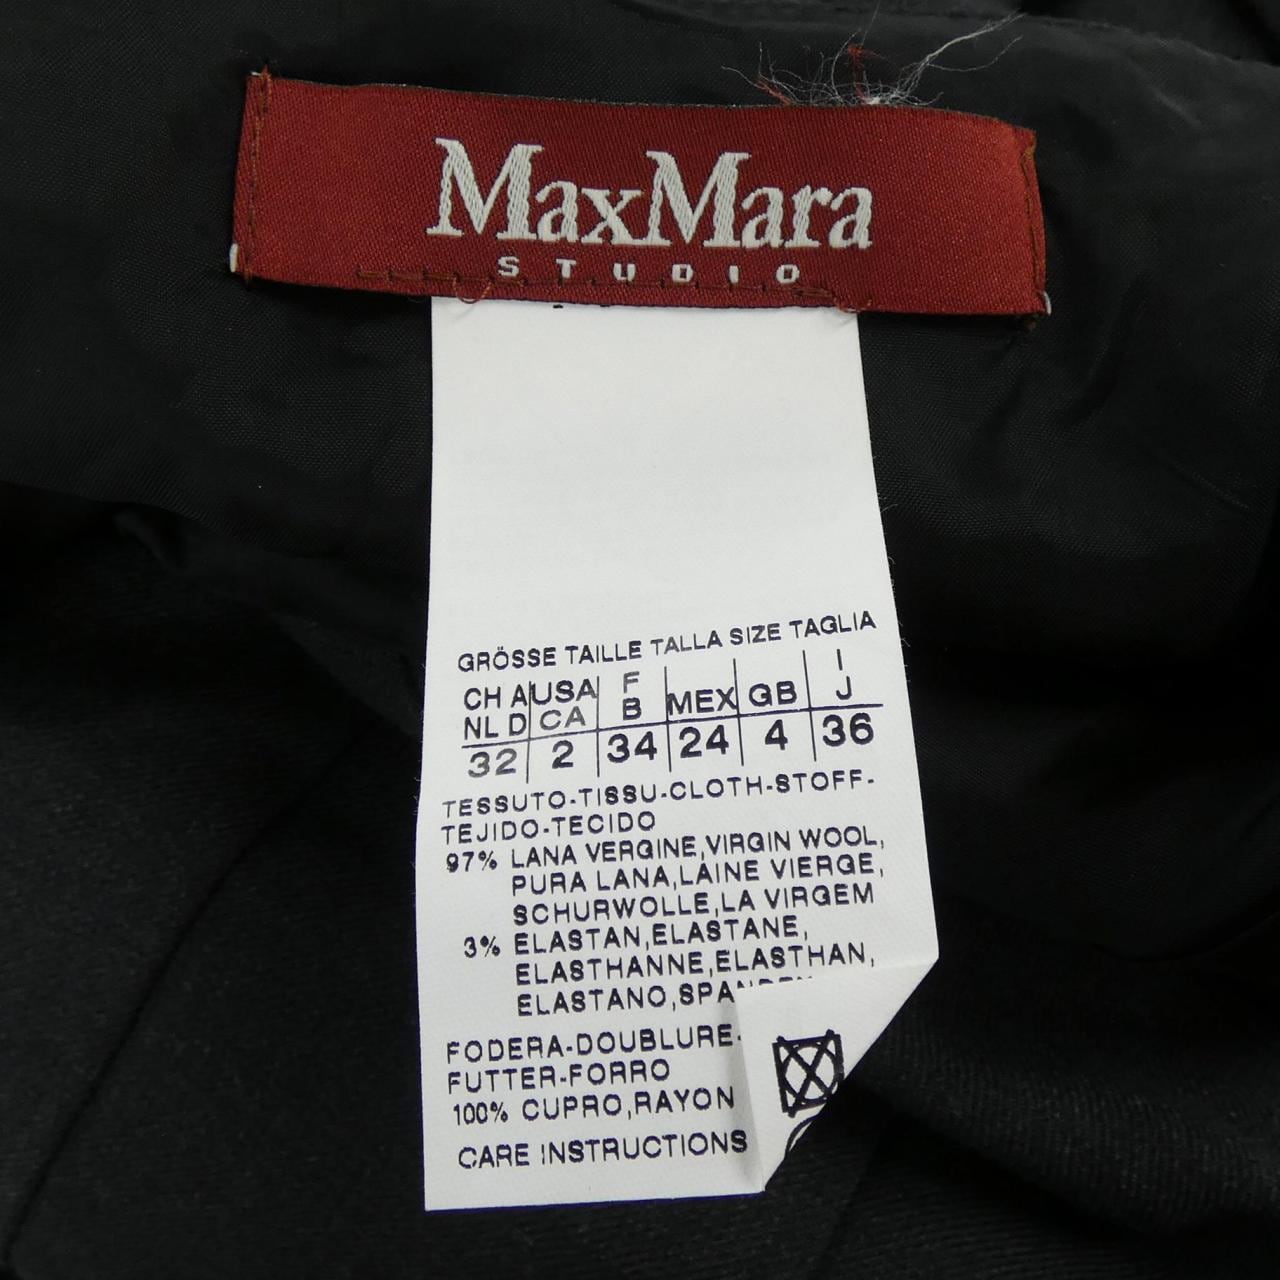 MaxMara
STUDIO
GRÖSSE TAILLE TALLA SIZE TAGLIA
CH A USA F MEX GB I
NL D CA B J
32 2 34 24 4 36
TESSUTO-TISSU-CLOTH-STOFF-
TEJIDO-TECIDO
97% LANA VERGINE,VIRGIN WOOL,
PURA LANA,LAINE VIERGE,
SCHURWOLLE,LA VIRGEM
3% ELASTAN,ELASTANE,
ELASTHANNE,ELASTHAN,
ELASTANO,
FODERA-DOUBLURE-
FUTTER-FORRO
100% CUPRO,RAYON
CARE INSTRUCTIONS